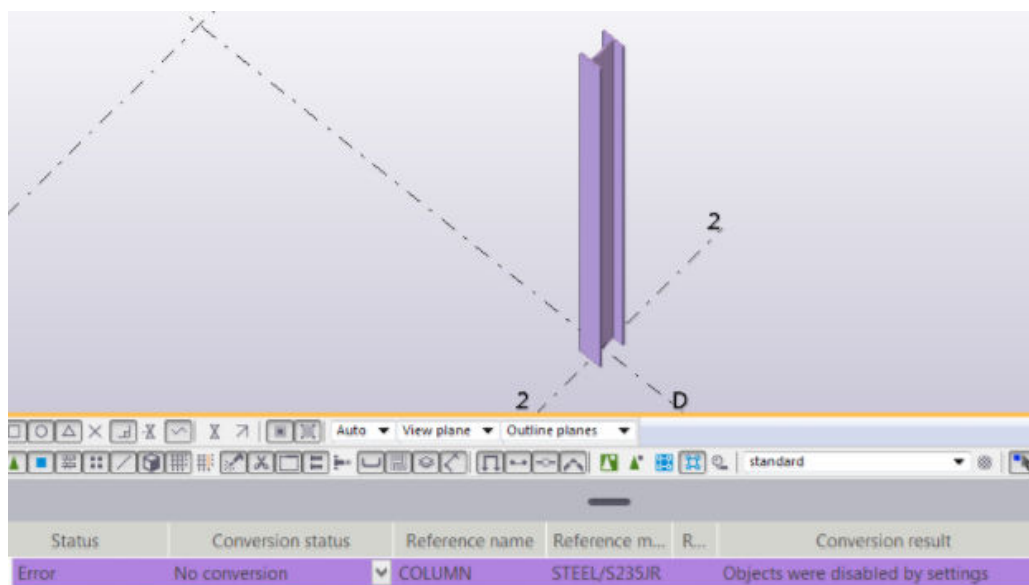 2
2
D
Auto View plane Outline planes
standard
Status Conversion status Reference name Reference m... R... Conversion result
Error No conversion COLUMN STEEL/S235JR Objects were disabled by settings